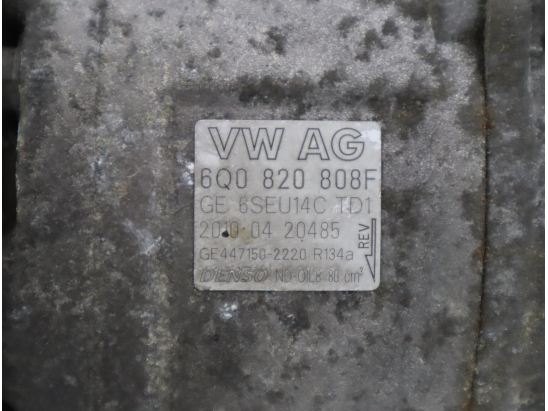 VW AG
6Q0 820 808F
GE 6SEU14C TD1
2010 04 20485
GE447150-2220 R134a
DENSO ND-OIL8 80 cm³
REV